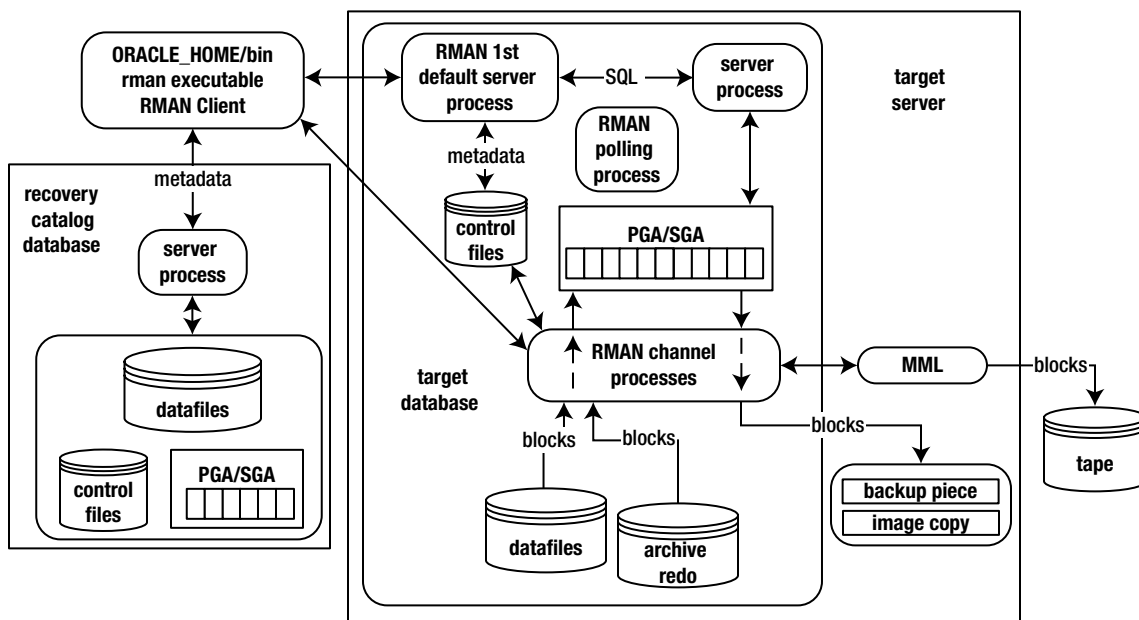 ORACLE_HOME/bin
rman executable
RMAN Client
RMAN 1st
default server
process
SQL
server
process
target
server
RMAN
polling
process
metadata
control
files
PGA/SGA
metadata
recovery
catalog
database
server
process
datafiles
control
files
PGA/SGA
RMAN channel
processes
MML
blocks
target
database
blocks
blocks
blocks
tape
datafiles
archive
redo
backup piece
image copy